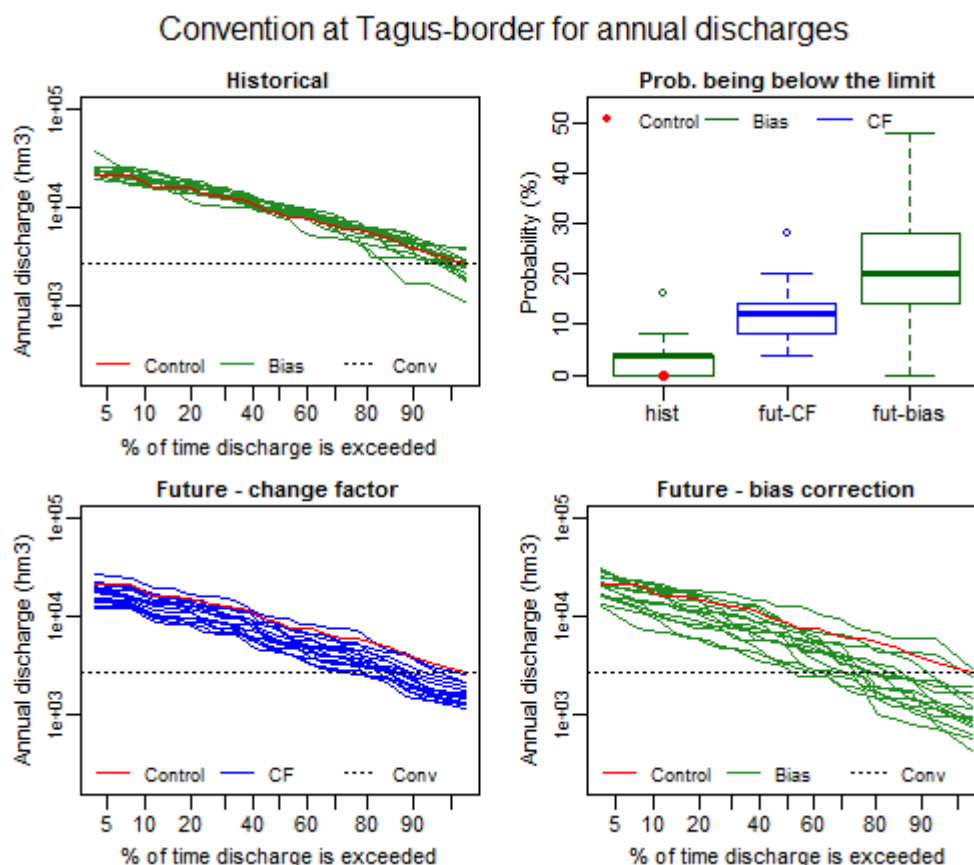 Convention at Tagus-border for annual discharges
Historical
Annual discharge (hm3)
1e+05
1e+04
1e+03
Control Bias Conv
5 10 20 40 60 80 90
% of time discharge is exceeded
Prob. being below the limit
Probability (%)
50
40
30
20
10
0
Control Bias CF
hist fut-CF fut-bias
Future - change factor
Annual discharge (hm3)
1e+05
1e+04
1e+03
Control CF Conv
5 10 20 40 60 80 90
% of time discharge is exceeded
Future - bias correction
Annual discharge (hm3)
1e+05
1e+04
1e+03
Control Bias Conv
5 10 20 40 60 80 90
% of time discharge is exceeded